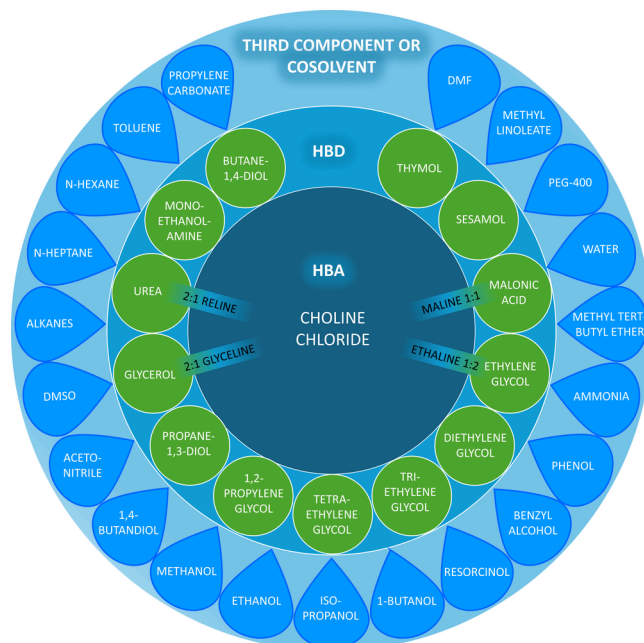 THIRD COMPONENT OR
COSOLVENT
PROPYLENE
CARBONATE
TOLUENE
N-HEXANE
N-HEPTANE
ALKANES
DMSO
ACETO-
NITRILE
1,4-
BUTANDIOL
METHANOL
ETHANOL
ISO-
PROPANOL
1-BUTANOL
RESORCINOL
BENZYL
ALCOHOL
PHENOL
AMMONIA
METHYL TERT-
BUTYL ETHER
WATER
PEG-400
METHYL
LINOLEATE
DMF
HBD
BUTANE-
1,4-DIOL
MONO-
ETHANOL-
AMINE
UREA
GLYCEROL
PROPANE-
1,3-DIOL
1,2-
PROPYLENE
GLYCOL
TETRA-
ETHYLENE
GLYCOL
TRI-
ETHYLENE
GLYCOL
DIETHYLENE
GLYCOL
ETHYLENE
GLYCOL
MALONIC
ACID
SESAMOL
THYMOL
2:1 RELINE
2:1 GLYCELINE
MALINE 1:1
ETHALINE 1:2
HBA
CHOLINE
CHLORIDE